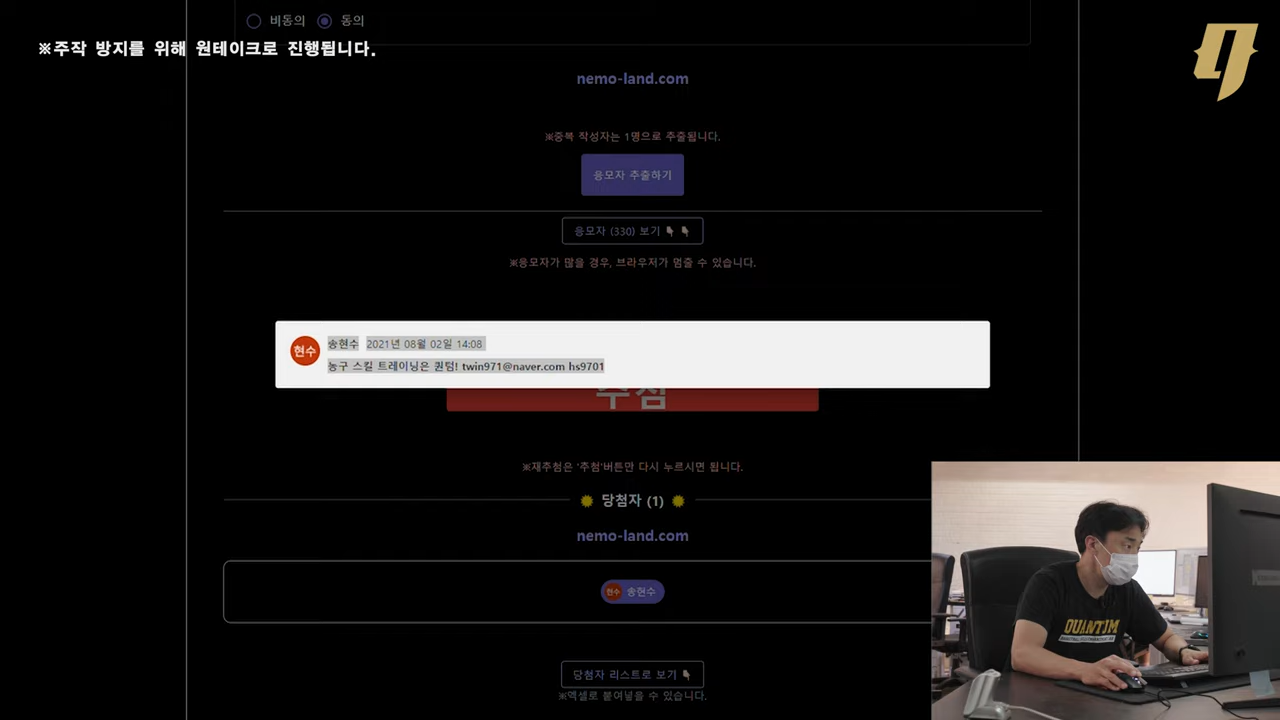 비동의 동의
※주작 방지를 위해 원테이크로 진행됩니다.
nemo-land.com
※중복 작성자는 1명으로 추출됩니다.
응모자 추출하기
응모자 (330) 보기
※응모자가 많을 경우, 브라우저가 멈출 수 있습니다.
현수 송현수 2021년 08월 02일 14:08
농구 스킬 트레이닝은 퀀텀! twin971@naver.com hs9701
추첨
※재추첨은 '추첨'버튼만 다시 누르시면 됩니다.
당첨자 (1)
nemo-land.com
현수 송현수
당첨자 리스트로 보기
※엑셀로 붙여넣을 수 있습니다.
QUANTUM